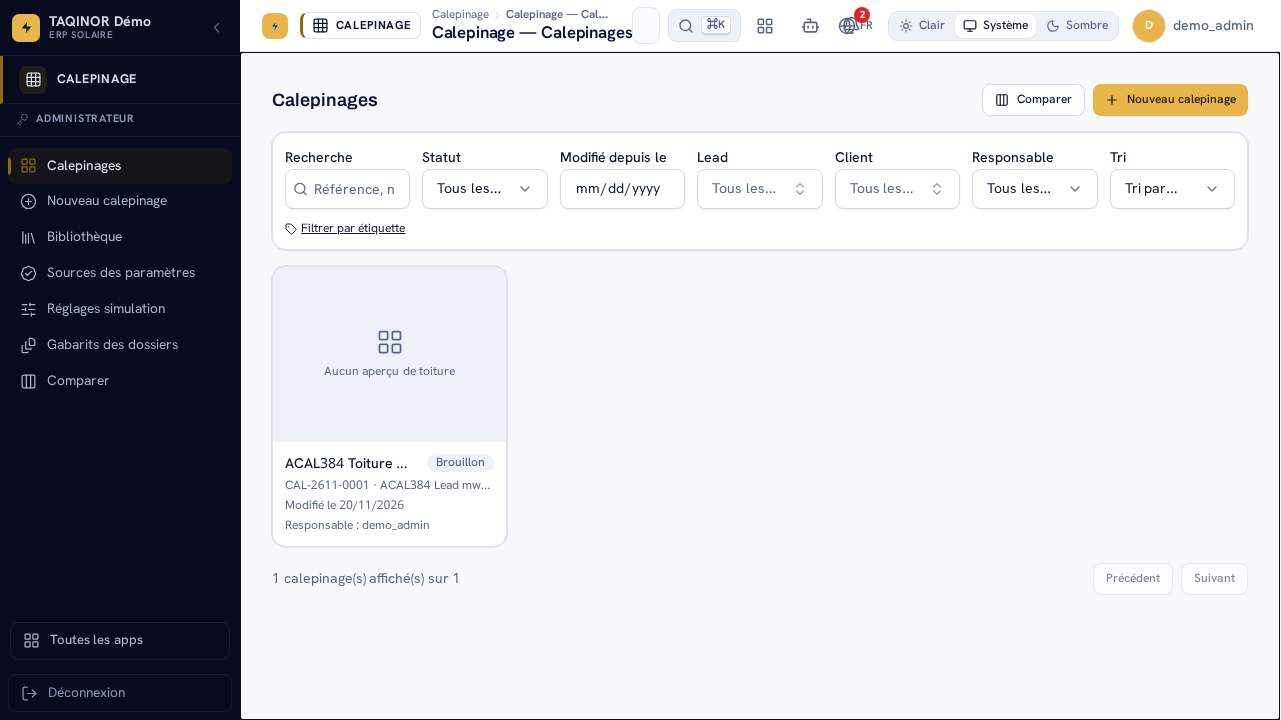 TAQINOR Démo
ERP SOLAIRE
CALEPINAGE
ADMINISTRATEUR
Calepinages
Nouveau calepinage
Bibliothèque
Sources des paramètres
Réglages simulation
Gabarits des dossiers
Comparer
Toutes les apps
Déconnexion
CALEPINAGE
Calepinage
Calepinage — Cal...
Calepinage — Calepinages
⌘K
2
FR
Clair
Système
Sombre
D
demo_admin
Calepinages
Comparer
Nouveau calepinage
Recherche
Statut
Modifié depuis le
Lead
Client
Responsable
Tri
Référence, n
Tous les...
mm/dd/yyyy
Tous les...
Tous les...
Tous les...
Tri par...
Filtrer par étiquette
Aucun aperçu de toiture
ACAL384 Toiture ...
Brouillon
CAL-2611-0001 · ACAL384 Lead mw...
Modifié le 20/11/2026
Responsable : demo_admin
1 calepinage(s) affiché(s) sur 1
Précédent
Suivant